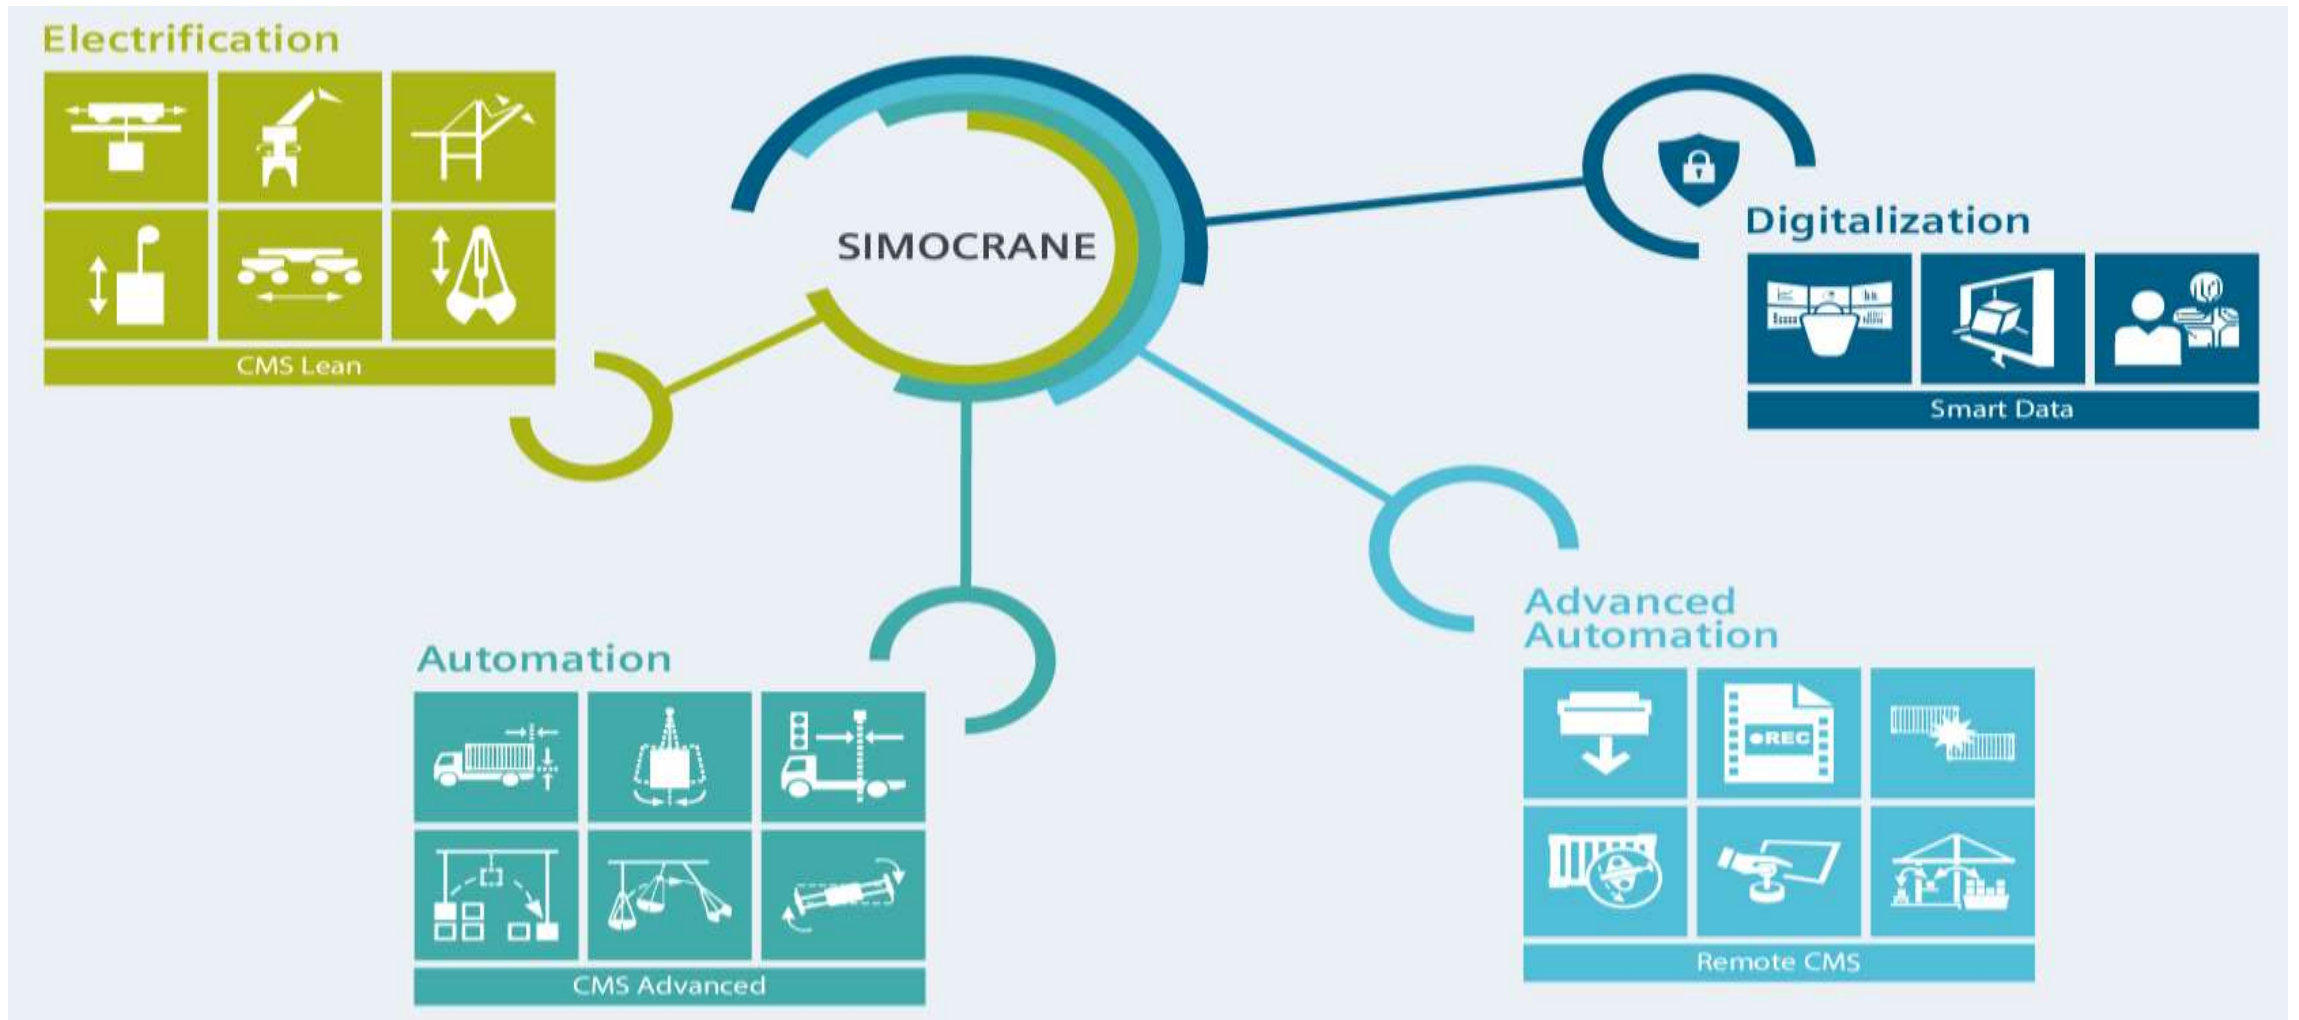 Electrification
CMS Lean
SIMOCRANE
Digitalization
Smart Data
Automation
CMS Advanced
Advanced
Automation
REC
Remote CMS